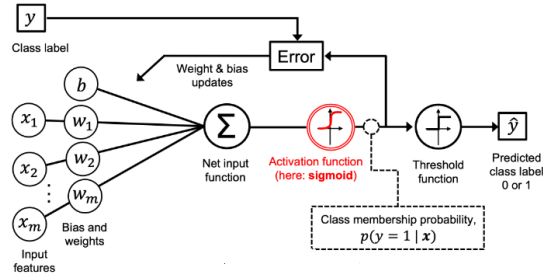 y
Class label
Error
Weight & bias
updates
b
x₁
w₁
x₂
w₂
⋮
⋮
xₘ
wₘ
Input
features
Bias and
weights
Σ
Net input
function
Activation function
(here: sigmoid)
Threshold
function
ŷ
Predicted
class label
0 or 1
Class membership probability,
p(y = 1 | x)